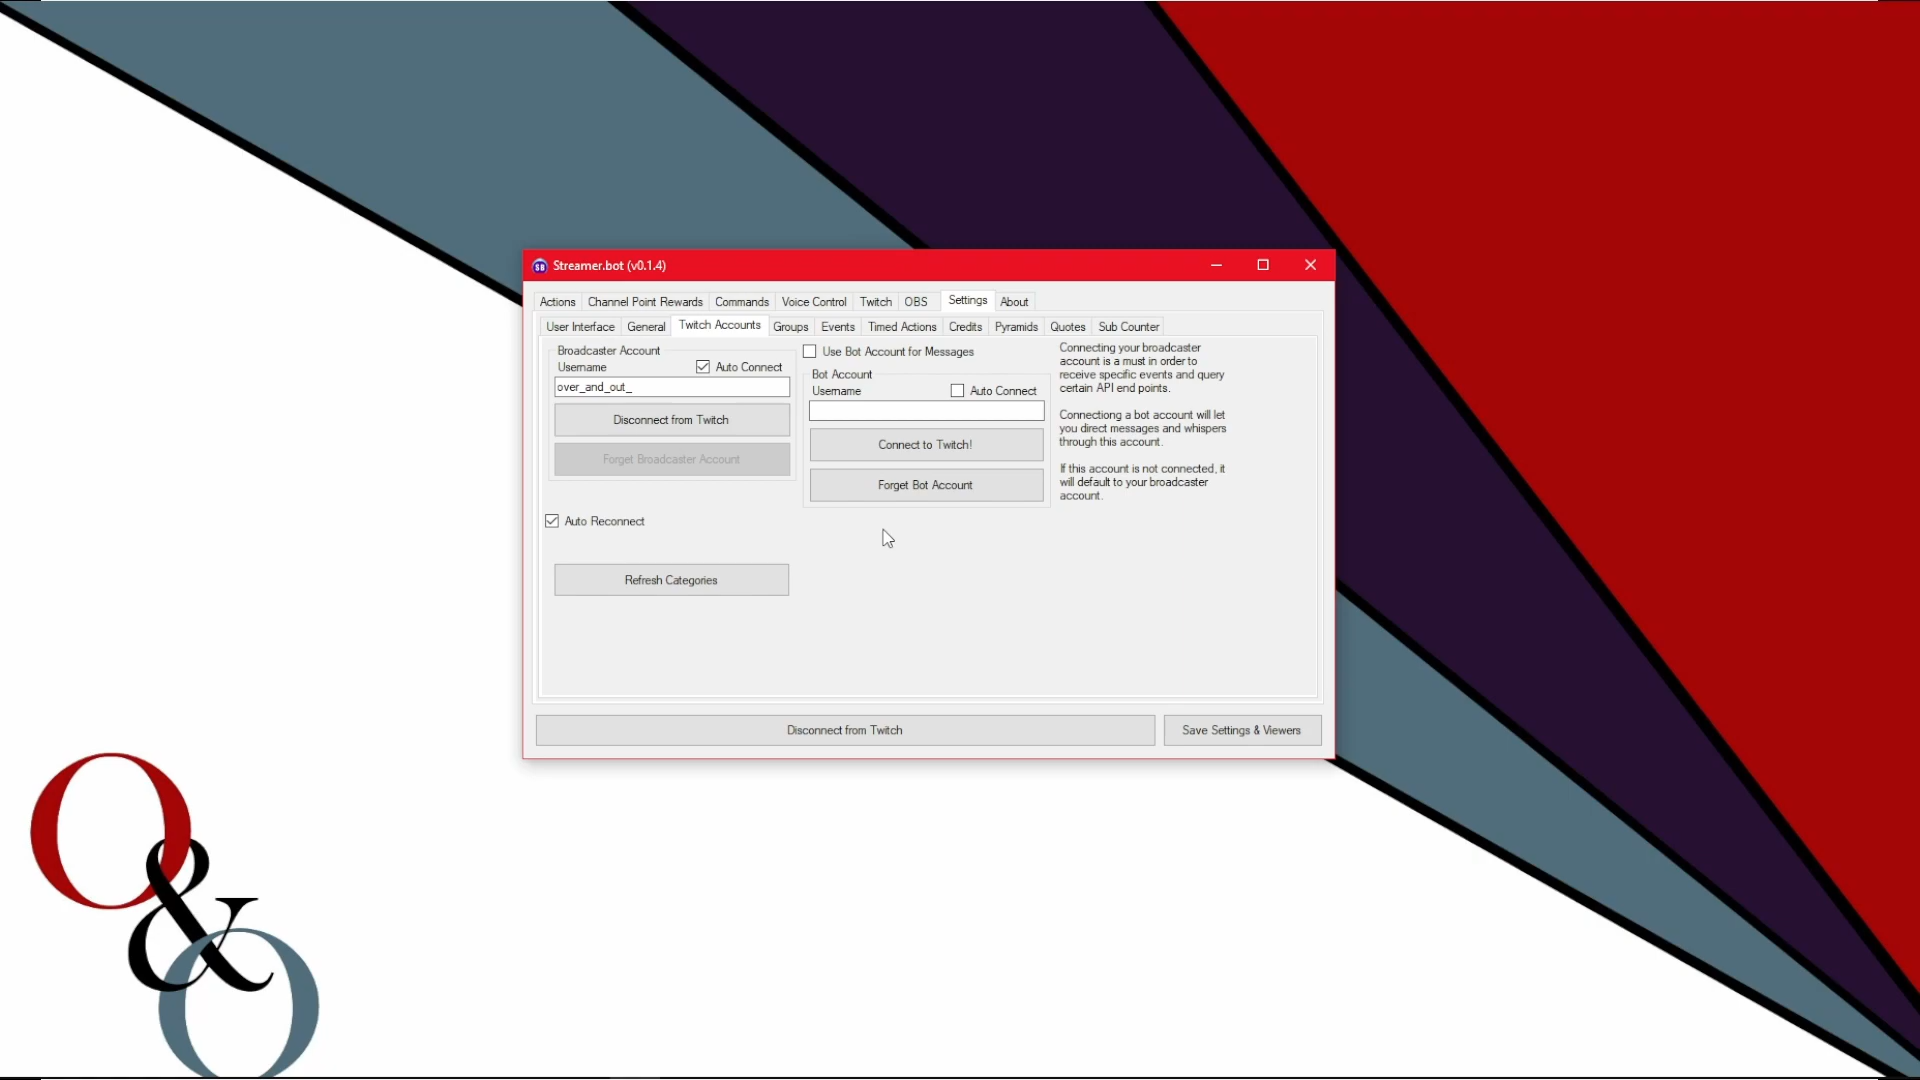 SB Streamer.bot (v0.1.4)
Actions Channel Point Rewards Commands Voice Control Twitch OBS Settings About
User Interface General Twitch Accounts Groups Events Timed Actions Credits Pyramids Quotes Sub Counter
Broadcaster Account
Username Auto Connect
over_and_out_
Disconnect from Twitch
Forget Broadcaster Account
Auto Reconnect
Refresh Categories
Use Bot Account for Messages
Bot Account
Username Auto Connect
Connect to Twitch!
Forget Bot Account
Connecting your broadcaster
account is a must in order to
receive specific events and query
certain API end points.
Connectiong a bot account will let
you direct messages and whispers
through this account.
If this account is not connected, it
will default to your broadcaster
account.
Disconnect from Twitch Save Settings & Viewers
O&O